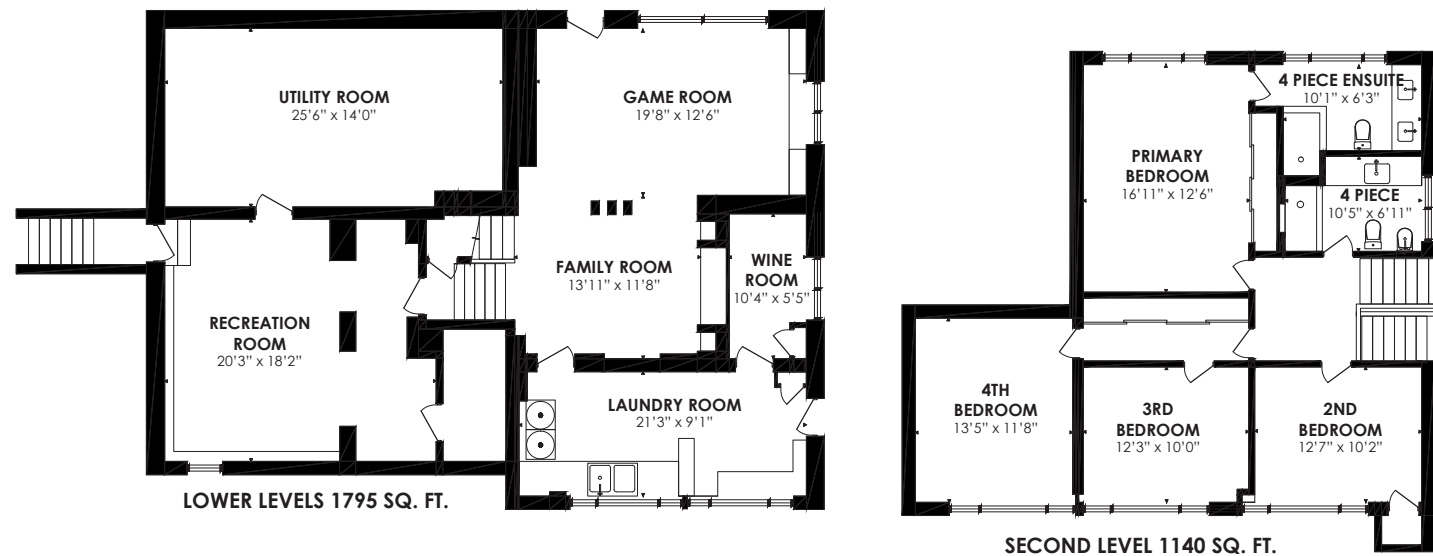 UTILITY ROOM
25'6" x 14'0"
GAME ROOM
19'8" x 12'6"
FAMILY ROOM
13'11" x 11'8"
WINE
ROOM
10'4" x 5'5"
RECREATION
ROOM
20'3" x 18'2"
LAUNDRY ROOM
21'3" x 9'1"
LOWER LEVELS 1795 SQ. FT.
4 PIECE ENSUITE
10'1" x 6'3"
PRIMARY
BEDROOM
16'11" x 12'6"
4 PIECE
10'5" x 6'11"
4TH
BEDROOM
13'5" x 11'8"
3RD
BEDROOM
12'3" x 10'0"
2ND
BEDROOM
12'7" x 10'2"
SECOND LEVEL 1140 SQ. FT.